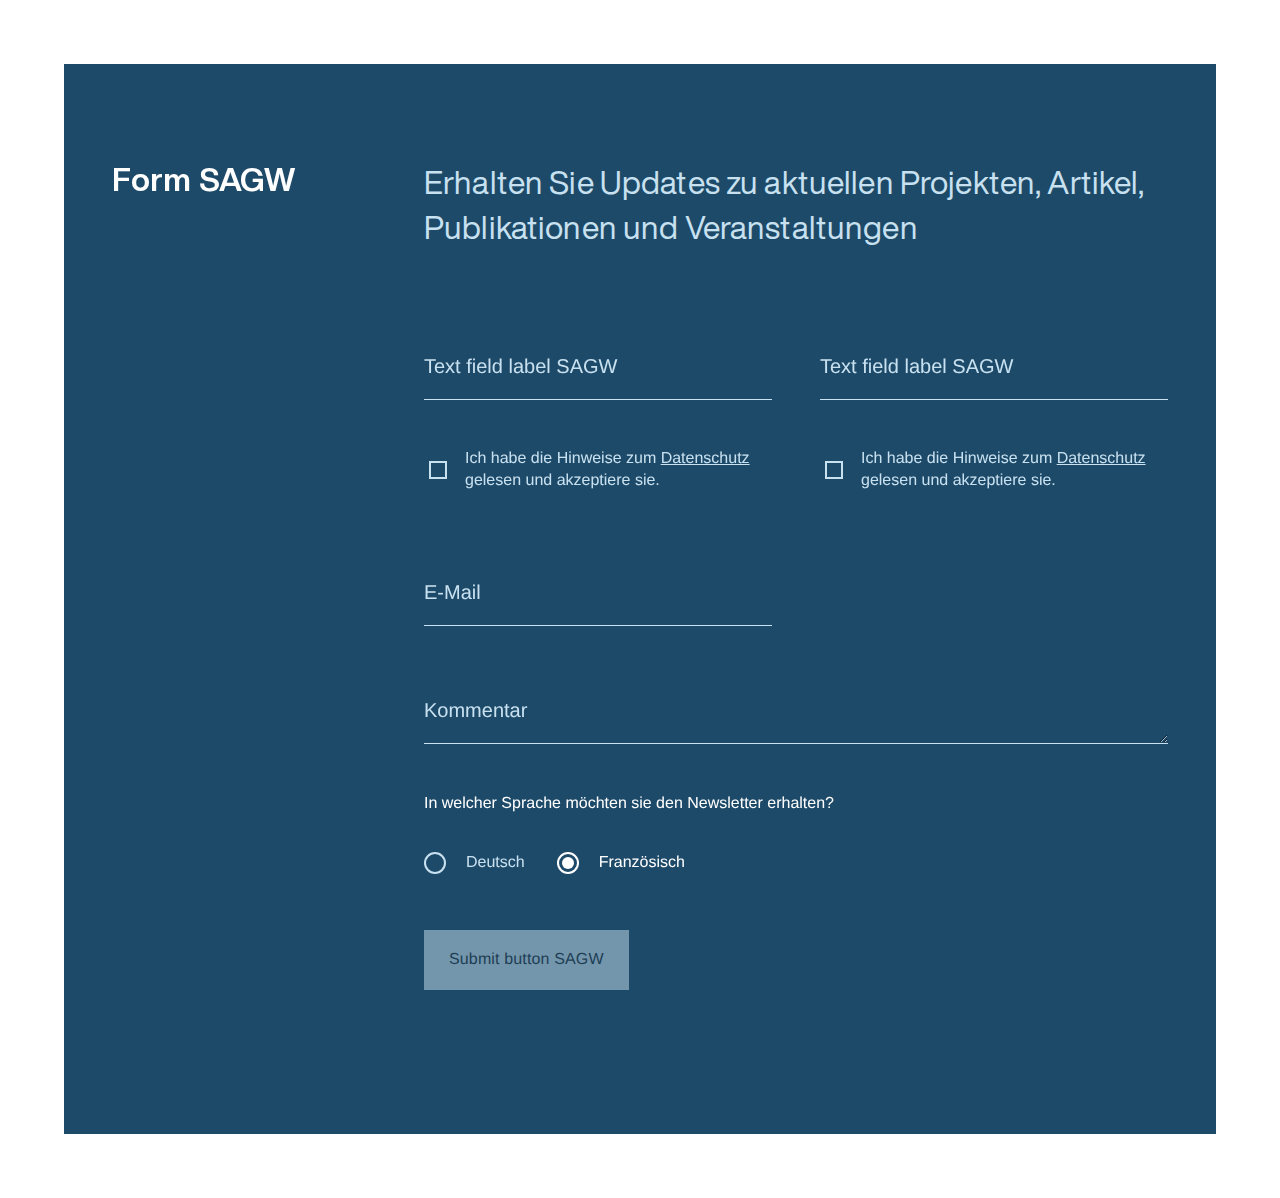 Form SAGW
Erhalten Sie Updates zu aktuellen Projekten, Artikel,
Publikationen und Veranstaltungen
Text field label SAGW
Text field label SAGW
Ich habe die Hinweise zum Datenschutz
gelesen und akzeptiere sie.
Ich habe die Hinweise zum Datenschutz
gelesen und akzeptiere sie.
E-Mail
Kommentar
In welcher Sprache möchten sie den Newsletter erhalten?
Deutsch
Französisch
Submit button SAGW